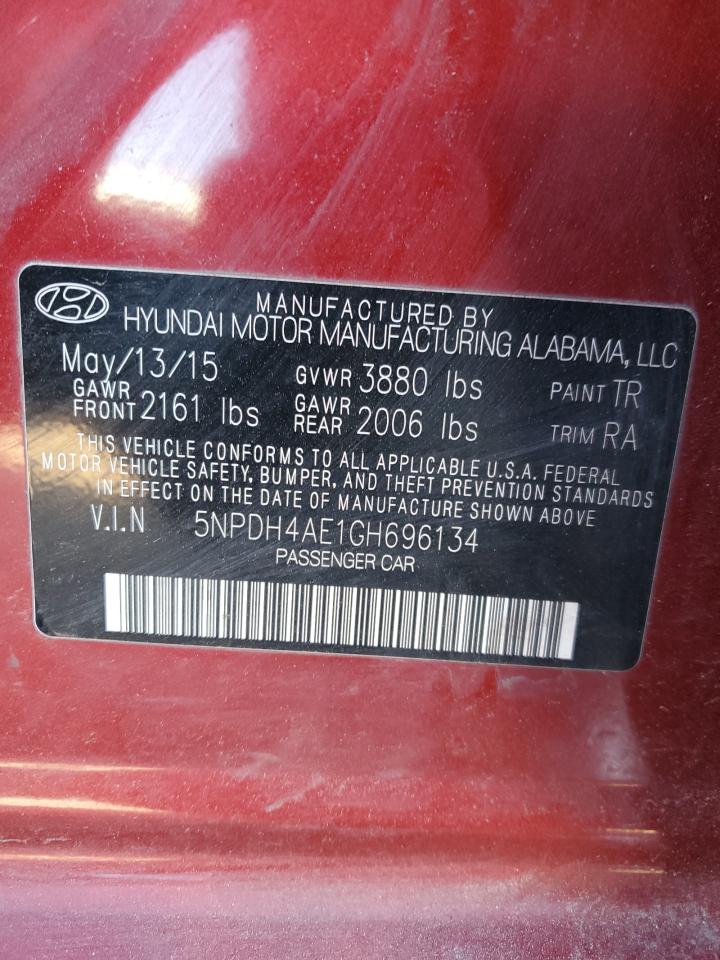 MANUFACTURED BY
HYUNDAI MOTOR MANUFACTURING ALABAMA, LLC
May/13/15 GVWR 3880 lbs PAINT TR
GAWR FRONT 2161 lbs GAWR REAR 2006 lbs TRIM RA
THIS VEHICLE CONFORMS TO ALL APPLICABLE U.S.A. FEDERAL
MOTOR VEHICLE SAFETY, BUMPER, AND THEFT PREVENTION STANDARDS
IN EFFECT ON THE DATE OF MANUFACTURE SHOWN ABOVE
V.I.N 5NPDH4AE1GH696134
PASSENGER CAR